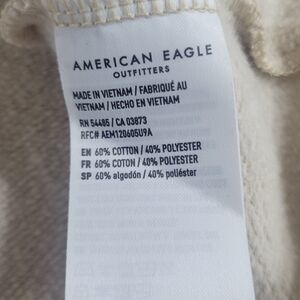 AMERICAN EAGLE
OUTFITTERS
MADE IN VIETNAM / FABRIQUÉ AU
VIETNAM / HECHO EN VIETNAM
RN 54485 / CA 03873
RFC# AEM120605U9A
EN 60% COTTON / 40% POLYESTER
FR 60% COTON / 40% POLYESTER
SP 60% algodón / 40% poliéster